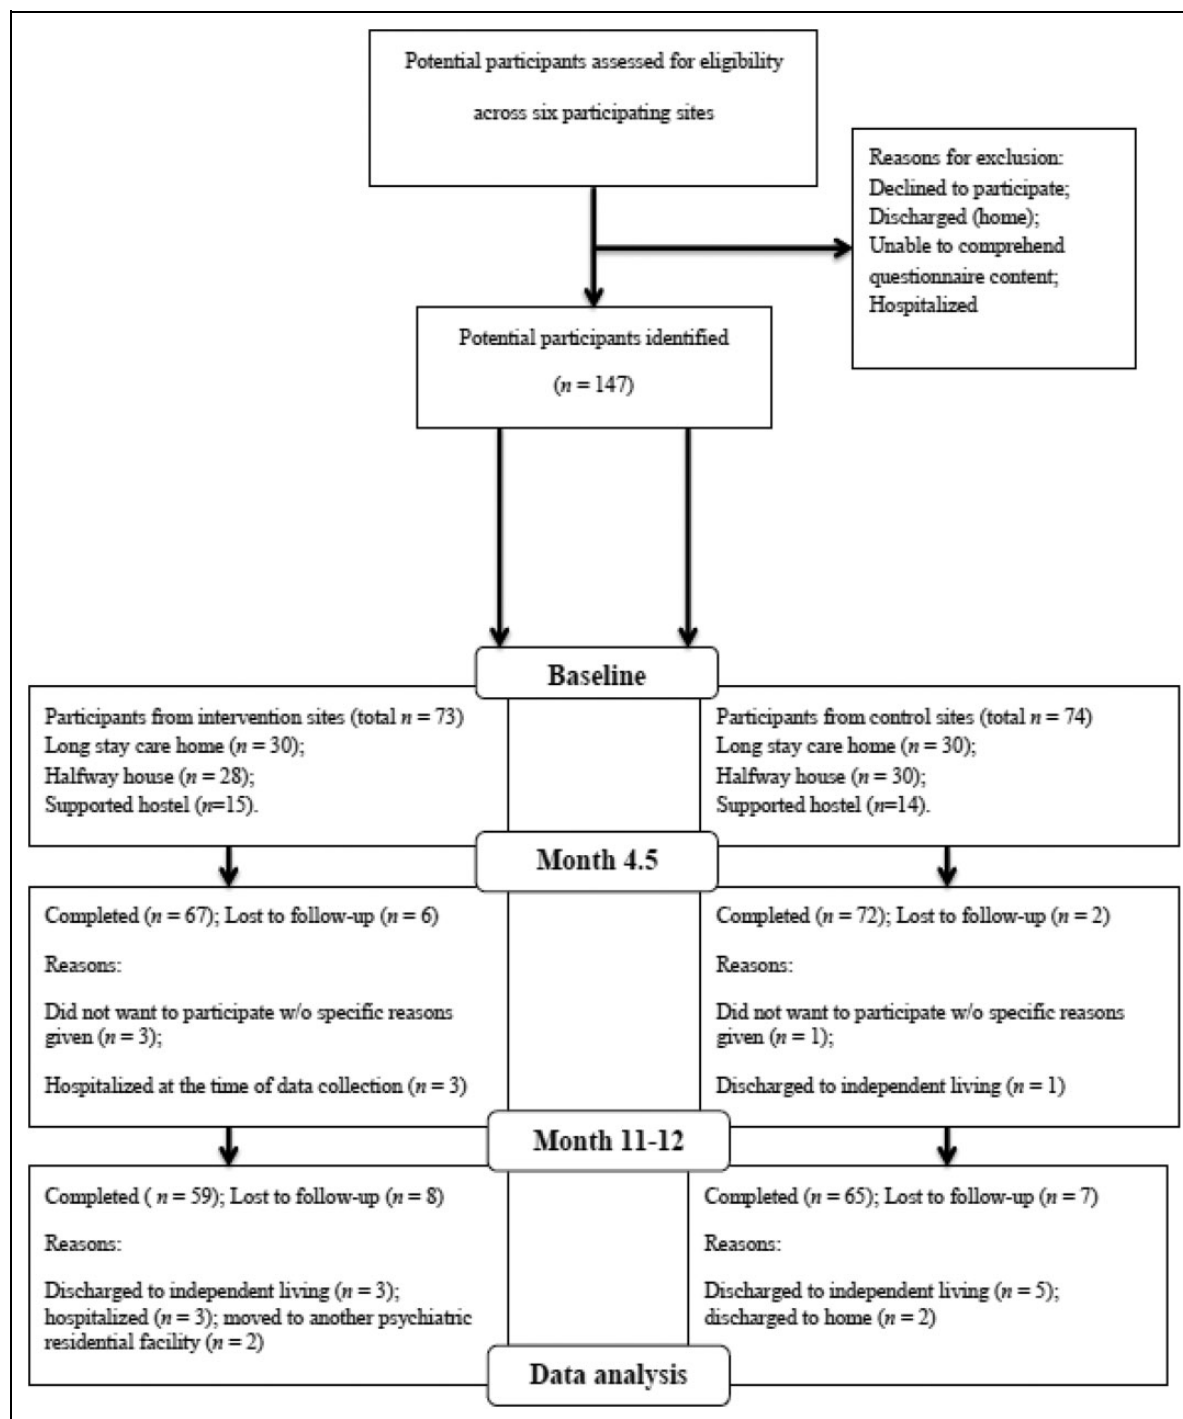 Potential participants assessed for eligibility
across six participating sites
Reasons for exclusion:
Declined to participate;
Discharged (home);
Unable to comprehend
questionnaire content;
Hospitalized
Potential participants identified
(n = 147)
Baseline
Participants from intervention sites (total n = 73)
Long stay care home (n = 30);
Halfway house (n = 28);
Supported hostel (n=15).
Participants from control sites (total n = 74)
Long stay care home (n = 30);
Halfway house (n = 30);
Supported hostel (n=14).
Month 4.5
Completed (n = 67); Lost to follow-up (n = 6)
Reasons:
Did not want to participate w/o specific reasons
given (n = 3);
Hospitalized at the time of data collection (n = 3)
Completed (n = 72); Lost to follow-up (n = 2)
Reasons:
Did not want to participate w/o specific reasons
given (n = 1);
Discharged to independent living (n = 1)
Month 11-12
Completed ( n = 59); Lost to follow-up (n = 8)
Reasons:
Discharged to independent living (n = 3);
hospitalized (n = 3); moved to another psychiatric
residential facility (n = 2)
Completed (n = 65); Lost to follow-up (n = 7)
Reasons:
Discharged to independent living (n = 5);
discharged to home (n = 2)
Data analysis